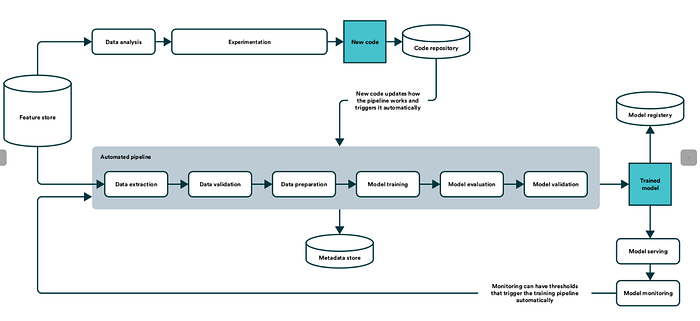 Data analysis
Experimentation
New code
Code repository
Feature store
New code updates how
the pipeline works and
triggers it automatically
Model registery
Automated pipeline
Data extraction
Data validation
Data preparation
Model training
Model evaluation
Model validation
Trained
model
Metadata store
Model serving
Monitoring can have thresholds
that trigger the training pipeline
automatically
Model monitoring